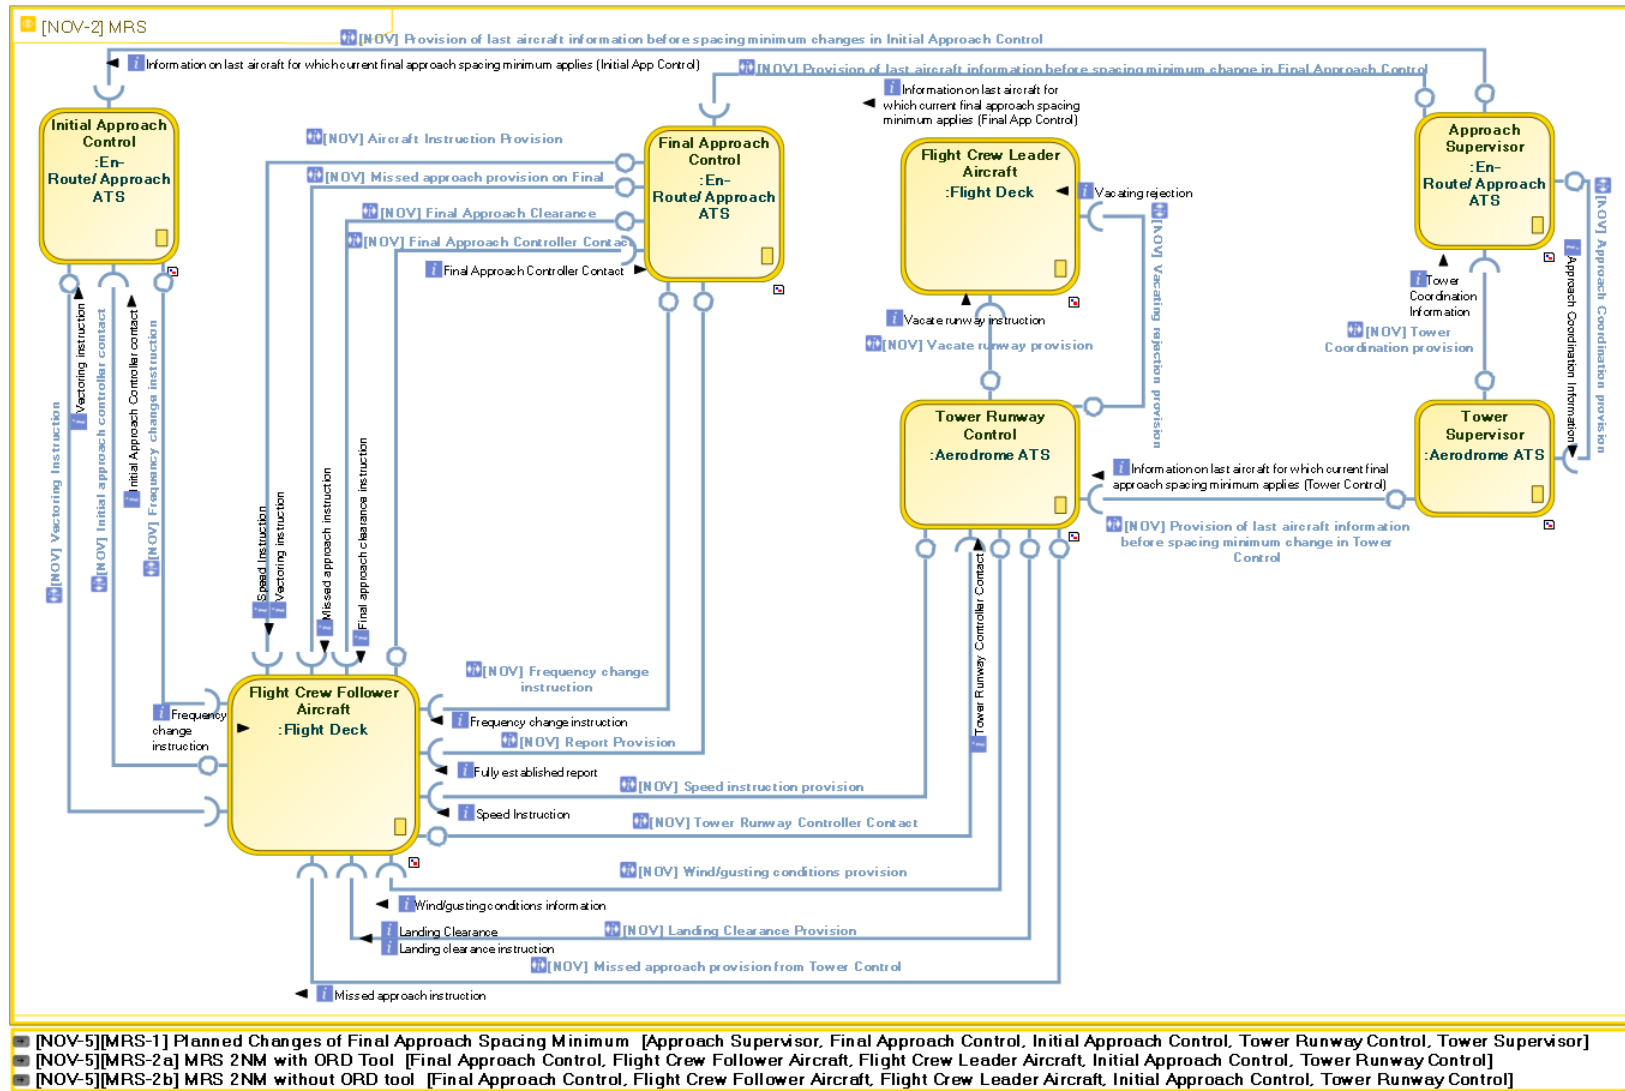 [NOV-2] MRS
[NOV] Provision of last aircraft information before spacing minimum changes in Initial Approach Control
Information on last aircraft for which current final approach spacing minimum applies (Initial App Control)
[NOV] Provision of last aircraft information before spacing minimum change in Final Approach Control
Information on last aircraft for
which current final approach spacing
minimum applies (Final App Control)
Initial Approach
Control
:En-
Route/Approach
ATS
[NOV] Aircraft Instruction Provision
[NOV] Missed approach provision on Final
[NOV] Final Approach Clearance
[NOV] Final Approach Controller Contact
Final Approach Controller Contact
Final Approach
Control
:En-
Route/Approach
ATS
Flight Crew Leader
Aircraft
:Flight Deck
Vacating rejection
[NOV] Vacating rejection provision
Vacate runway instruction
[NOV] Vacate runway provision
Approach
Supervisor
:En-
Route/Approach
ATS
[NOV] Approach Coordination provision
Approach Coordination Information
Tower
Coordination
Information
[NOV] Tower
Coordination provision
Tower Runway
Control
:Aerodrome ATS
Tower
Supervisor
:Aerodrome ATS
Information on last aircraft for which current final
approach spacing minimum applies (Tower Control)
[NOV] Provision of last aircraft information
before spacing minimum change in Tower
Control
[NOV] Vectoring Instruction
Vectoring instruction
[NOV] Initial approach controller contact
Initial Approach Controller contact
[NOV] Frequency change instruction
Speed Instruction
Vectoring instruction
Missed approach instruction
Final approach clearance instruction
Tower Runway Controller Contact
Flight Crew Follower
Aircraft
:Flight Deck
Frequency
change
instruction
[NOV] Frequency change
instruction
Frequency change instruction
[NOV] Report Provision
Fully established report
[NOV] Speed instruction provision
Speed Instruction
[NOV] Tower Runway Controller Contact
[NOV] Wind/gusting conditions provision
Wind/gusting conditions information
Landing Clearance
[NOV] Landing Clearance Provision
Landing clearance instruction
[NOV] Missed approach provision from Tower Control
Missed approach instruction
[NOV-5][MRS-1] Planned Changes of Final Approach Spacing Minimum [Approach Supervisor, Final Approach Control, Initial Approach Control, Tower Runway Control, Tower Supervisor]
[NOV-5][MRS-2a] MRS 2NM with ORD Tool [Final Approach Control, Flight Crew Follower Aircraft, Flight Crew Leader Aircraft, Initial Approach Control, Tower Runway Control]
[NOV-5][MRS-2b] MRS 2NM without ORD tool [Final Approach Control, Flight Crew Follower Aircraft, Flight Crew Leader Aircraft, Initial Approach Control, Tower Runway Control]